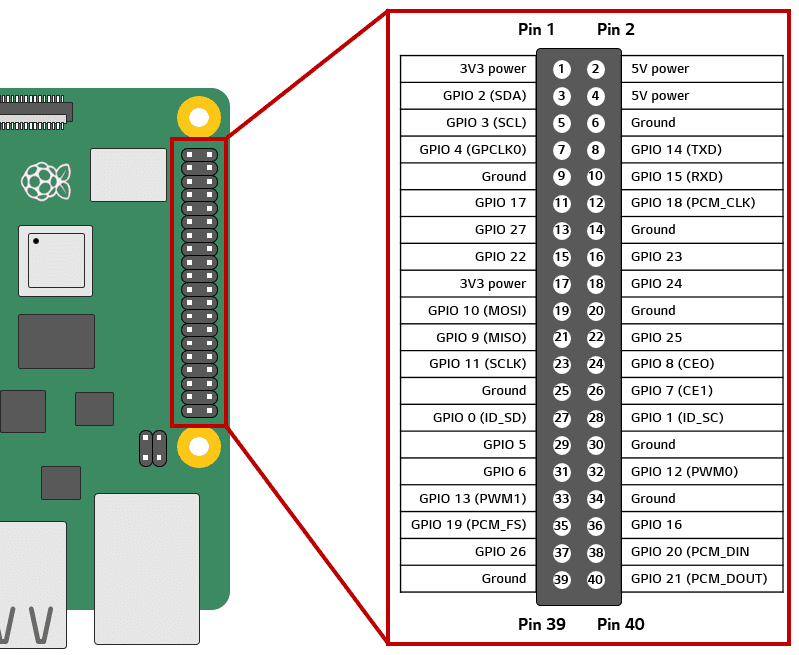 Pin 1 Pin 2
3V3 power 1 2 5V power
GPIO 2 (SDA) 3 4 5V power
GPIO 3 (SCL) 5 6 Ground
GPIO 4 (GPCLK0) 7 8 GPIO 14 (TXD)
Ground 9 10 GPIO 15 (RXD)
GPIO 17 11 12 GPIO 18 (PCM_CLK)
GPIO 27 13 14 Ground
GPIO 22 15 16 GPIO 23
3V3 power 17 18 GPIO 24
GPIO 10 (MOSI) 19 20 Ground
GPIO 9 (MISO) 21 22 GPIO 25
GPIO 11 (SCLK) 23 24 GPIO 8 (CEO)
Ground 25 26 GPIO 7 (CE1)
GPIO 0 (ID_SD) 27 28 GPIO 1 (ID_SC)
GPIO 5 29 30 Ground
GPIO 6 31 32 GPIO 12 (PWM0)
GPIO 13 (PWM1) 33 34 Ground
GPIO 19 (PCM_FS) 35 36 GPIO 16
GPIO 26 37 38 GPIO 20 (PCM_DIN
Ground 39 40 GPIO 21 (PCM_DOUT)
Pin 39 Pin 40